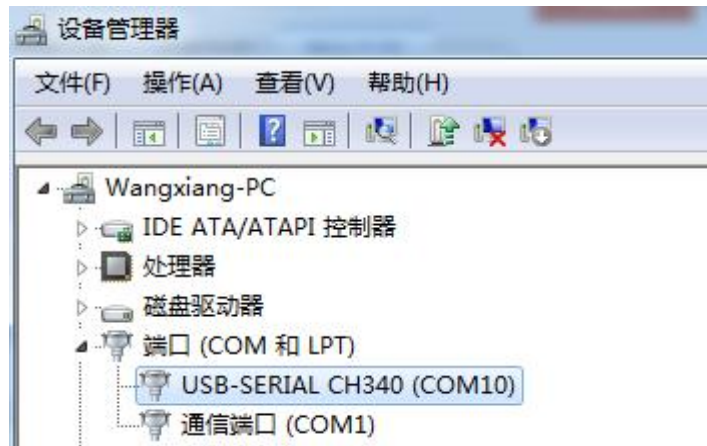 设备管理器
文件(F) 操作(A) 查看(V) 帮助(H)
Wangxiang-PC
IDE ATA/ATAPI 控制器
处理器
磁盘驱动器
端口 (COM 和 LPT)
USB-SERIAL CH340 (COM10)
通信端口 (COM1)